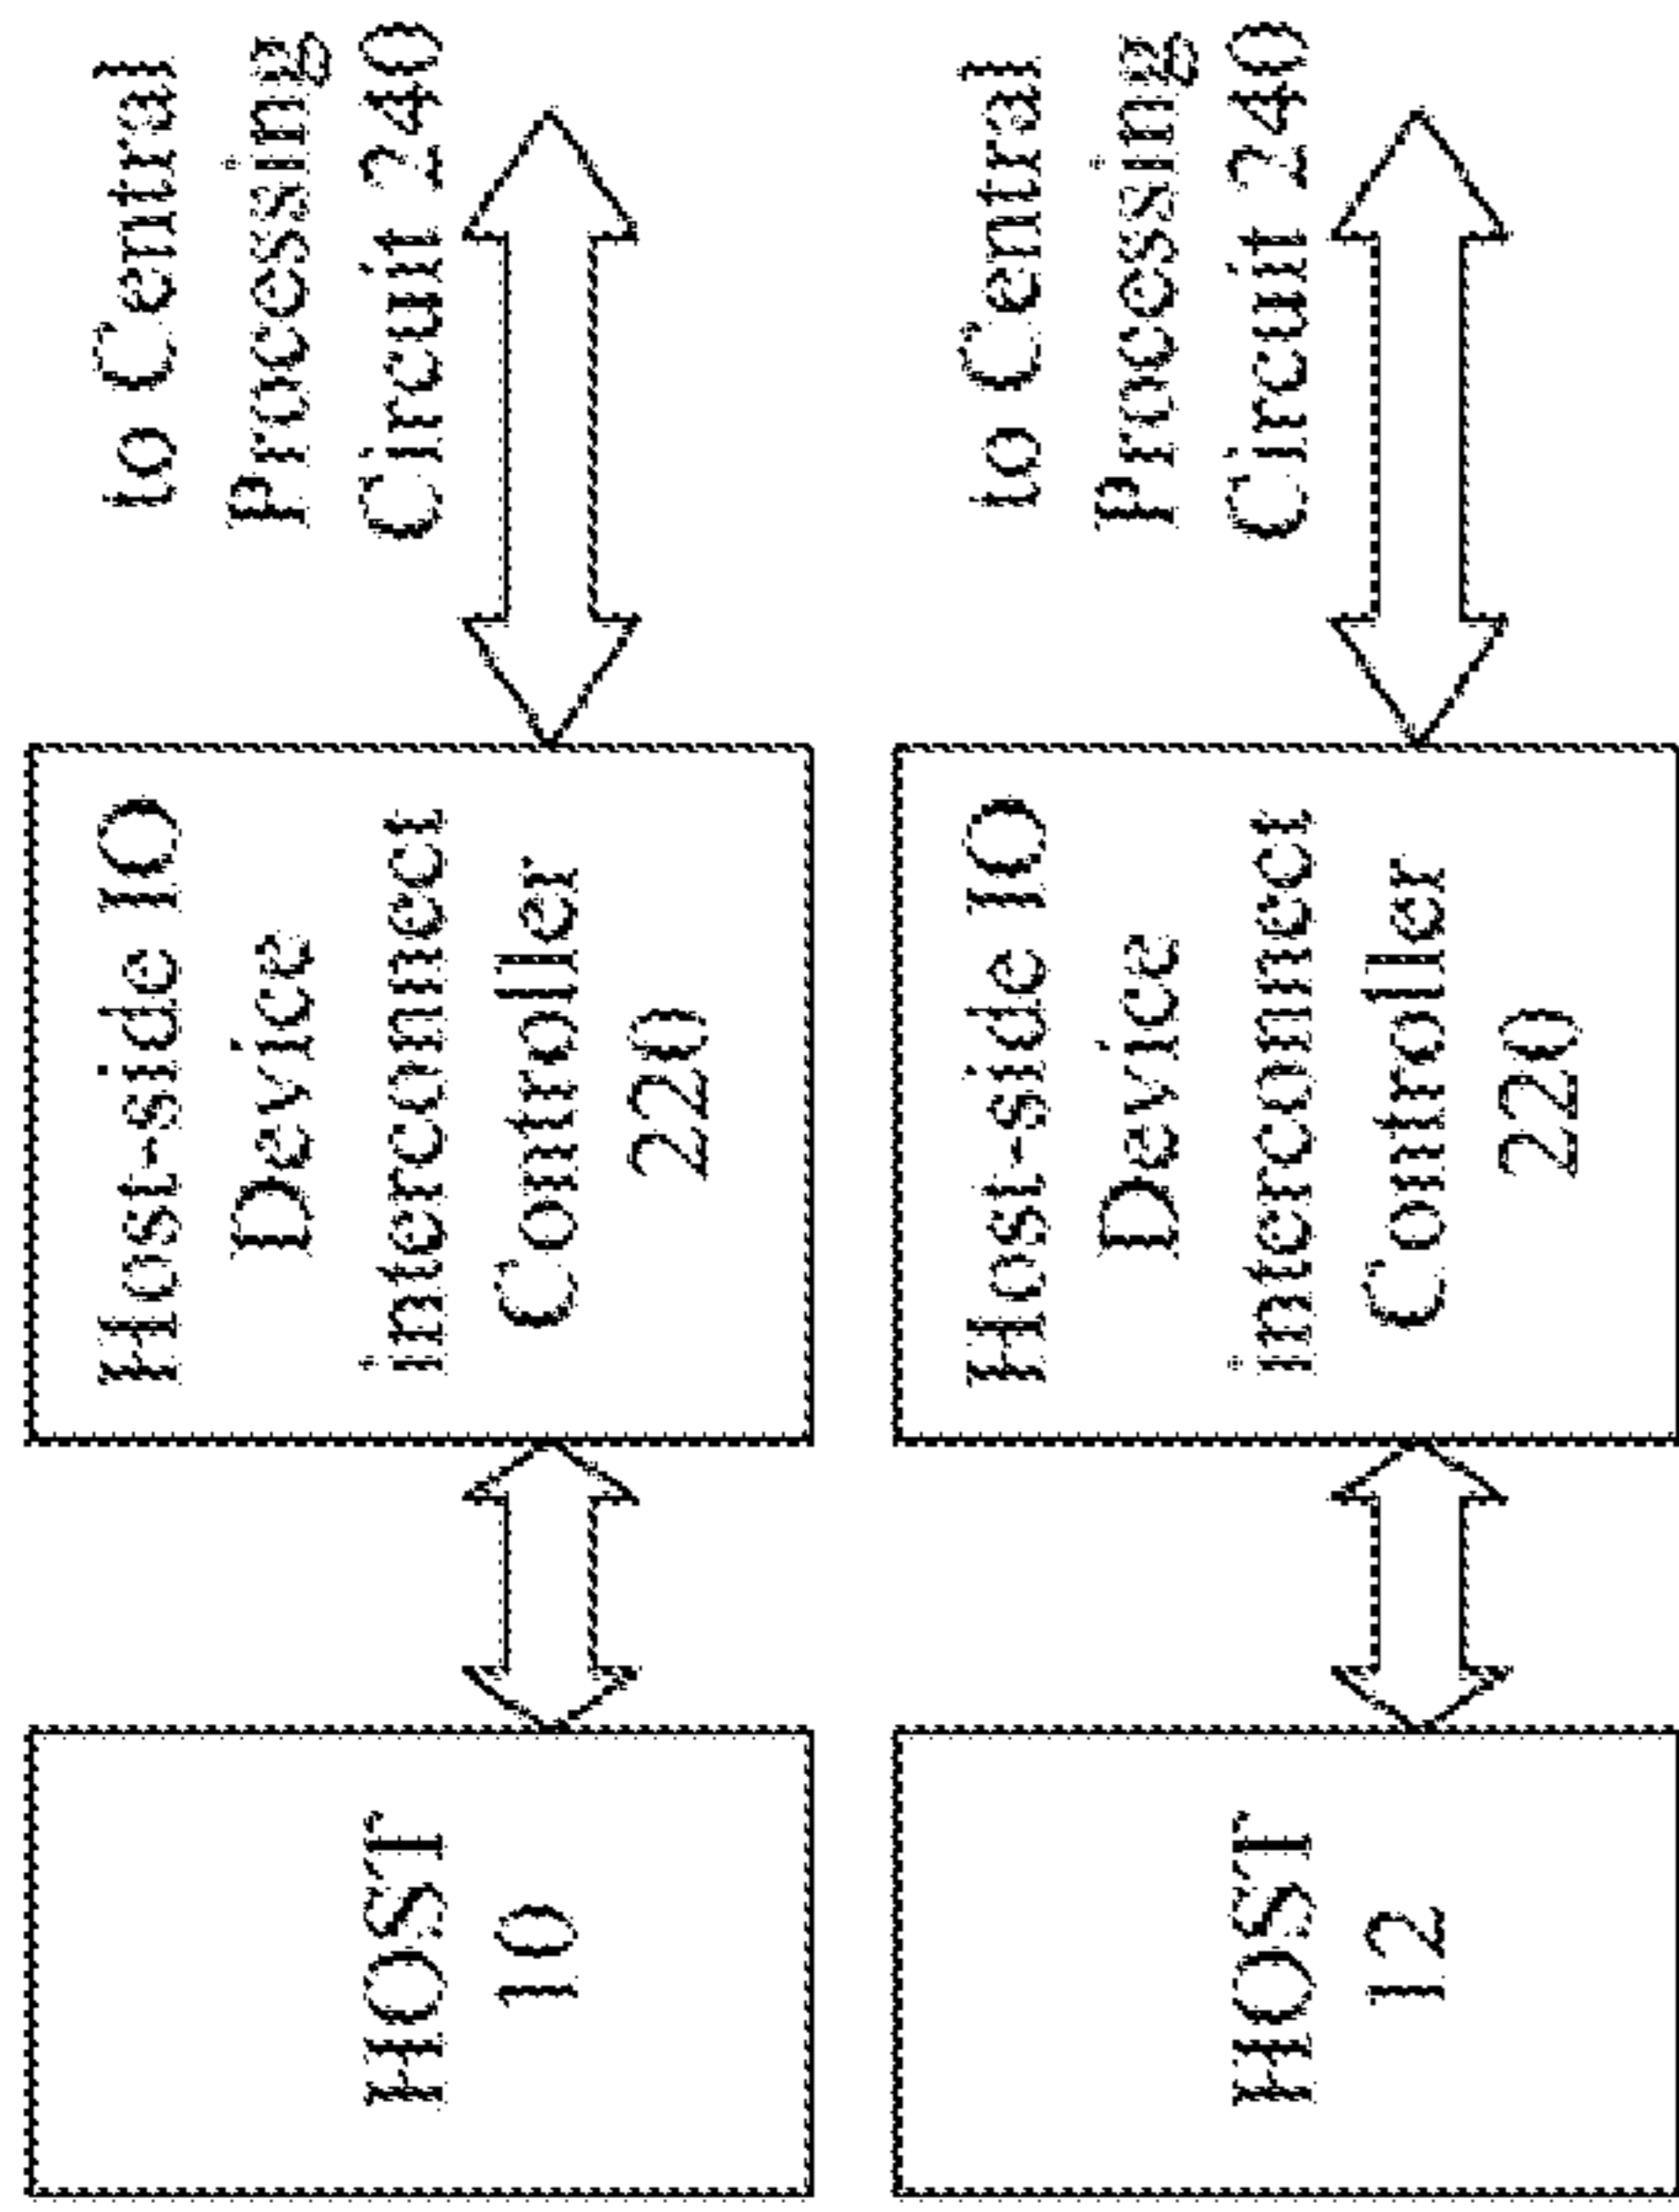 HOST
10
Host-side IO
Device
interconnect
Controller
220
to Central
Processing
Circuit 240
HOST
12
Host-side IO
Device
interconnect
Controller
220
to Central
Processing
Circuit 240